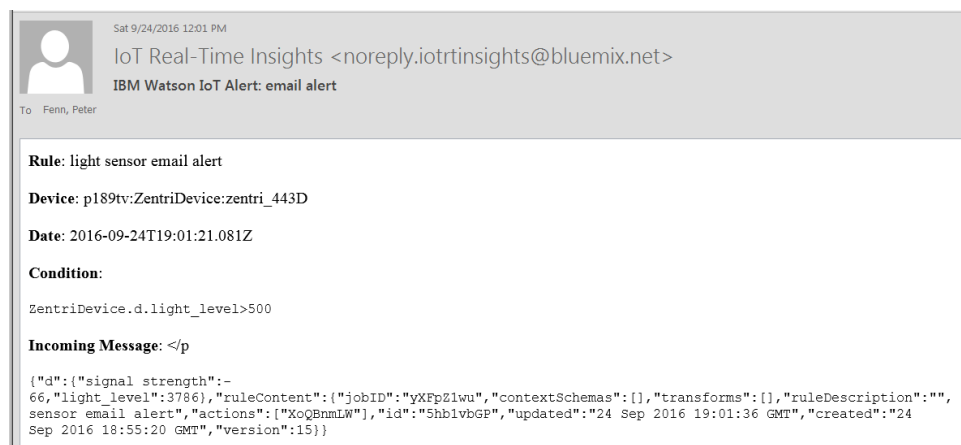 Sat 9/24/2016 12:01 PM
IoT Real-Time Insights <noreply.iotrtinsights@bluemix.net>
IBM Watson IoT Alert: email alert
To Fenn, Peter
Rule: light sensor email alert
Device: p189tv:ZentriDevice:zentri_443D
Date: 2016-09-24T19:01:21.081Z
Condition:
ZentriDevice.d.light_level>500
Incoming Message: </p
{"d":{"signal strength":-
66,"light_level":3786},"ruleContent":{"jobID":"yXFpZ1wu","contextSchemas":[],"transforms":[],"ruleDescription":"",
sensor email alert","actions":["XoQBnmLW"],"id":"5hb1vbGP","updated":"24 Sep 2016 19:01:36 GMT","created":"24
Sep 2016 18:55:20 GMT","version":15}}